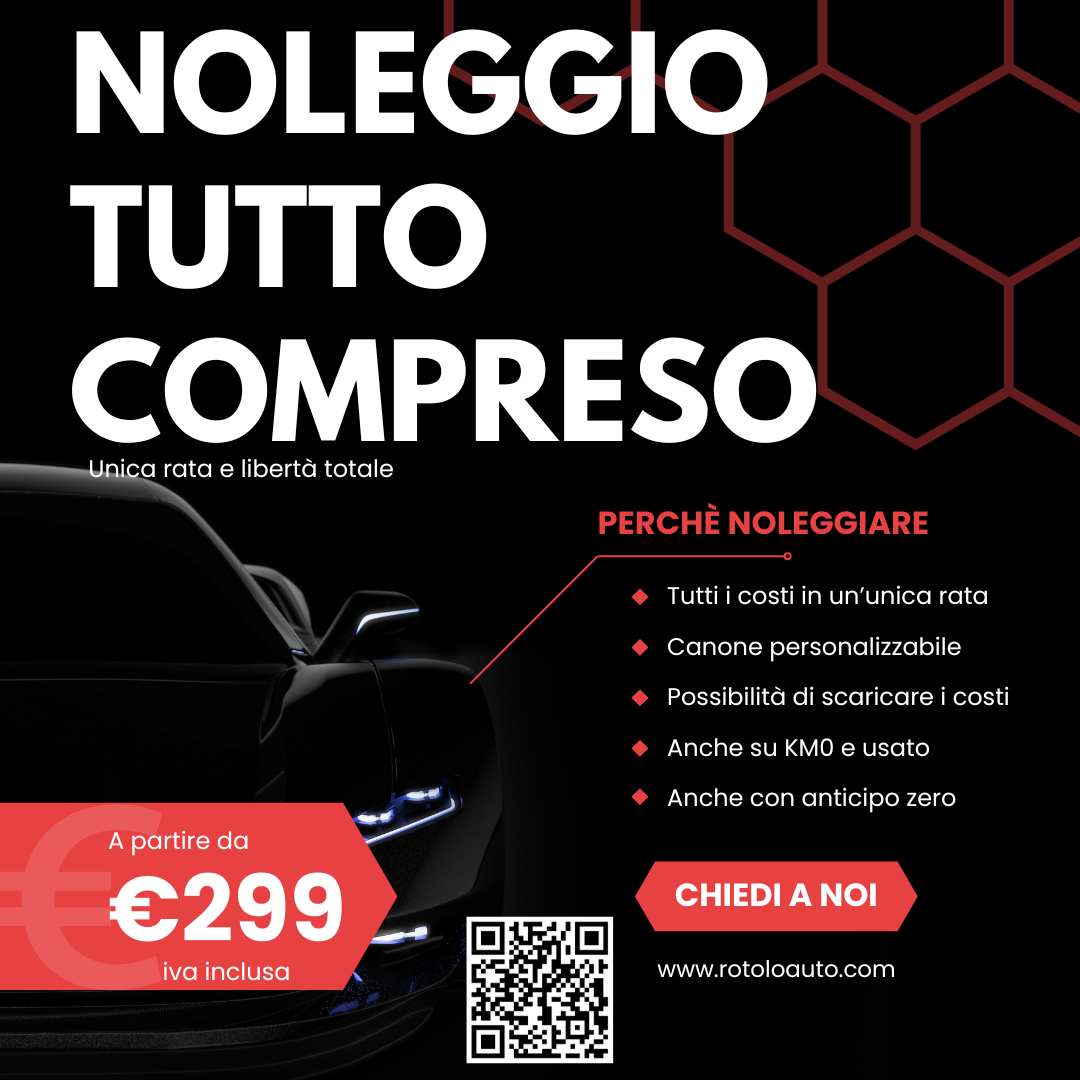 NOLEGGIO
TUTTO
COMPRESO
Unica rata e libertà totale
PERCHÈ NOLEGGIARE
Tutti i costi in un’unica rata
Canone personalizzabile
Possibilità di scaricare i costi
Anche su KM0 e usato
Anche con anticipo zero
A partire da
€299
iva inclusa
CHIEDI A NOI
www.rotoloauto.com